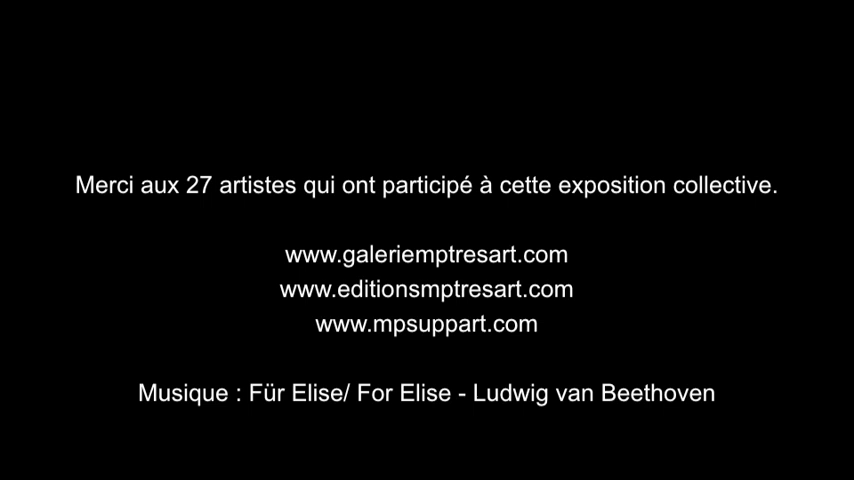 Merci aux 27 artistes qui ont participé à cette exposition collective.
www.galeriemptresart.com
www.editionsmptresart.com
www.mpsuppart.com
Musique : Für Elise/ For Elise - Ludwig van Beethoven